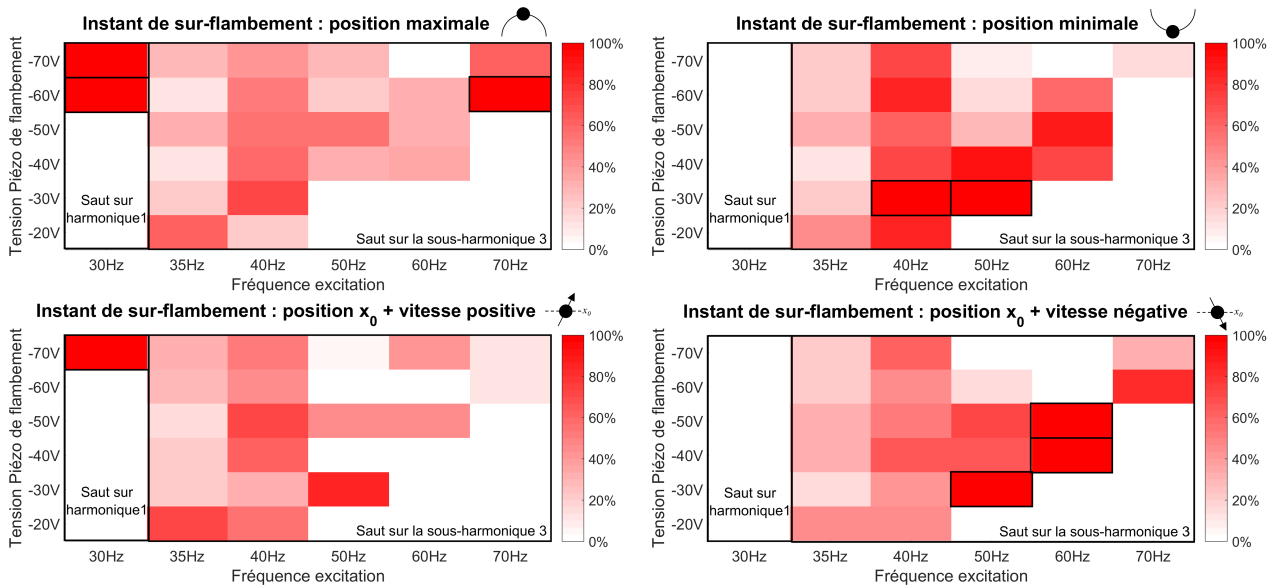 Instant de sur-flambement : position maximale
Tension Piézo de flambement
-70V
-60V
-50V
-40V
-30V
-20V
Saut sur
harmonique1
Saut sur la sous-harmonique 3
30Hz 35Hz 40Hz 50Hz 60Hz 70Hz
Fréquence excitation
100%
80%
60%
40%
20%
0%
Instant de sur-flambement : position minimale
Tension Piézo de flambement
-70V
-60V
-50V
-40V
-30V
-20V
Saut sur
harmonique1
Saut sur la sous-harmonique 3
30Hz 35Hz 40Hz 50Hz 60Hz 70Hz
Fréquence excitation
100%
80%
60%
40%
20%
0%
Instant de sur-flambement : position x0 + vitesse positive
x0
Tension Piézo de flambement
-70V
-60V
-50V
-40V
-30V
-20V
Saut sur
harmonique1
Saut sur la sous-harmonique 3
30Hz 35Hz 40Hz 50Hz 60Hz 70Hz
Fréquence excitation
100%
80%
60%
40%
20%
0%
Instant de sur-flambement : position x0 + vitesse négative
x0
Tension Piézo de flambement
-70V
-60V
-50V
-40V
-30V
-20V
Saut sur
harmonique1
Saut sur la sous-harmonique 3
30Hz 35Hz 40Hz 50Hz 60Hz 70Hz
Fréquence excitation
100%
80%
60%
40%
20%
0%